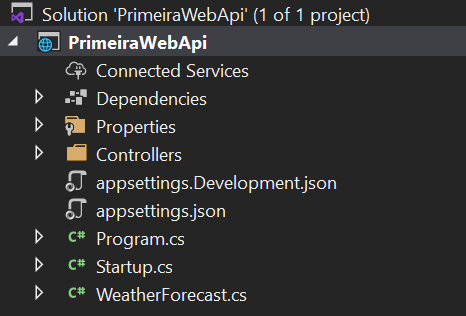 Solution 'PrimeiraWebApi' (1 of 1 project)
PrimeiraWebApi
Connected Services
Dependencies
Properties
Controllers
appsettings.Development.json
appsettings.json
C# Program.cs
C# Startup.cs
C# WeatherForecast.cs